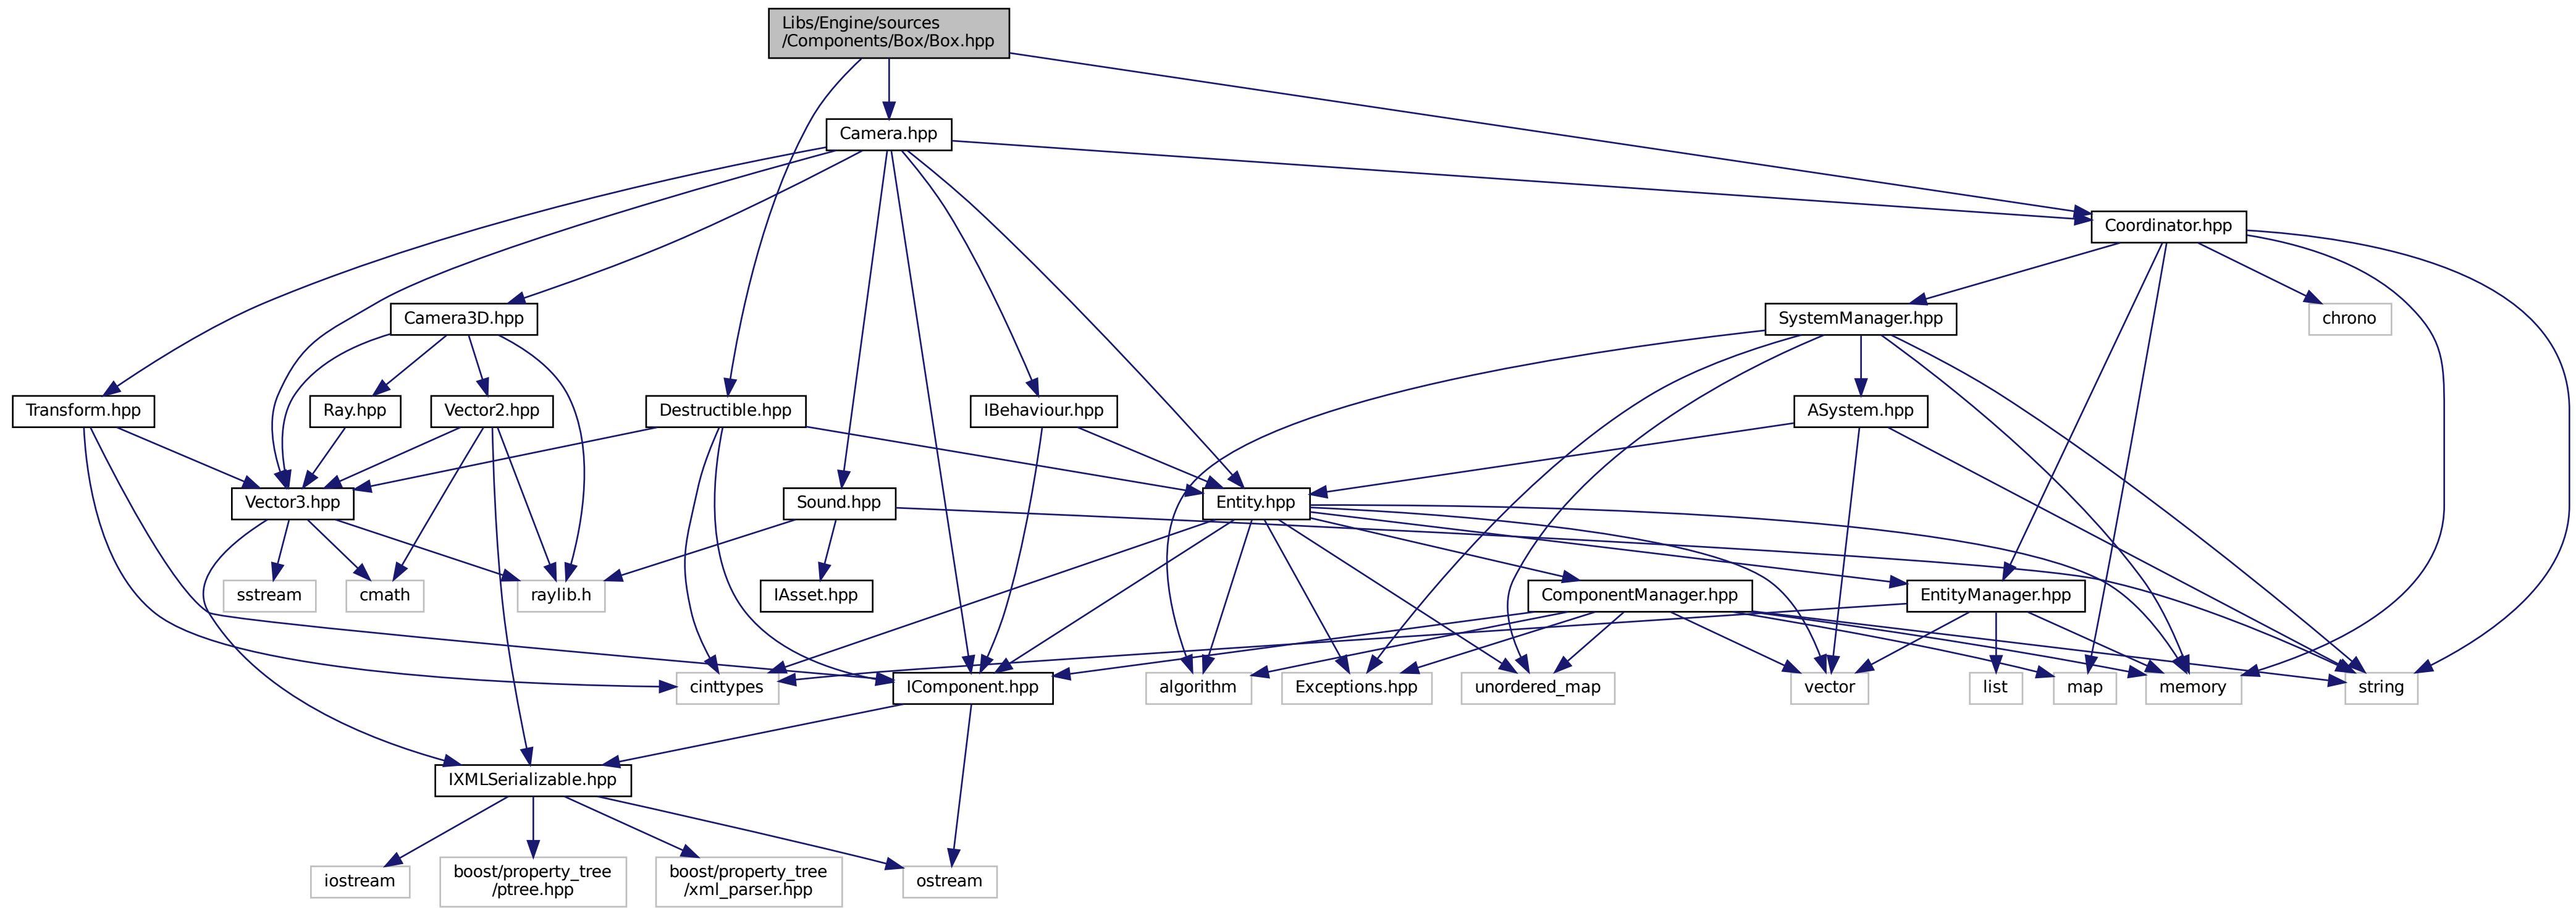 Libs/Engine/sources
/Components/Box/Box.hpp
Camera.hpp
Coordinator.hpp
Camera3D.hpp
SystemManager.hpp
chrono
Transform.hpp
Ray.hpp
Vector2.hpp
Destructible.hpp
IBehaviour.hpp
ASystem.hpp
Vector3.hpp
Sound.hpp
Entity.hpp
sstream
cmath
raylib.h
IAsset.hpp
ComponentManager.hpp
EntityManager.hpp
cinttypes
IComponent.hpp
algorithm
Exceptions.hpp
unordered_map
vector
list
map
memory
string
IXMLSerializable.hpp
iostream
boost/property_tree
/ptree.hpp
boost/property_tree
/xml_parser.hpp
ostream